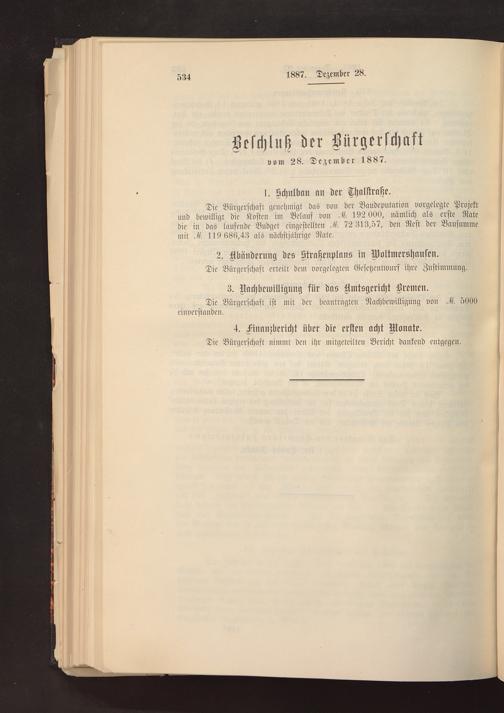 534
1887. Dezember 28.
Beschluß der Bürgerschaft
vom 28. Dezember 1887.
1. Schulbau an der Thalstraße.
Die Bürgerschaft genehmigt das von der Baudeputation vorgelegte Projekt
und bewilligt die Kosten im Belauf von ℳ. 192 000, nämlich als erste Rate
die in das laufende Budget eingestellten ℳ. 72 313,57, den Rest der Bausumme
mit ℳ. 119 686,43 als nächstjährige Rate.
2. Abänderung des Straßenplans in Woltmershausen.
Die Bürgerschaft erteilt dem vorgelegten Gesetzentwurf ihre Zustimmung.
3. Nachbewilligung für das Amtsgericht Bremen.
Die Bürgerschaft ist mit der beantragten Nachbewilligung von ℳ. 5000
einverstanden.
4. Finanzbericht über die ersten acht Monate.
Die Bürgerschaft nimmt den ihr mitgeteilten Bericht dankend entgegen.